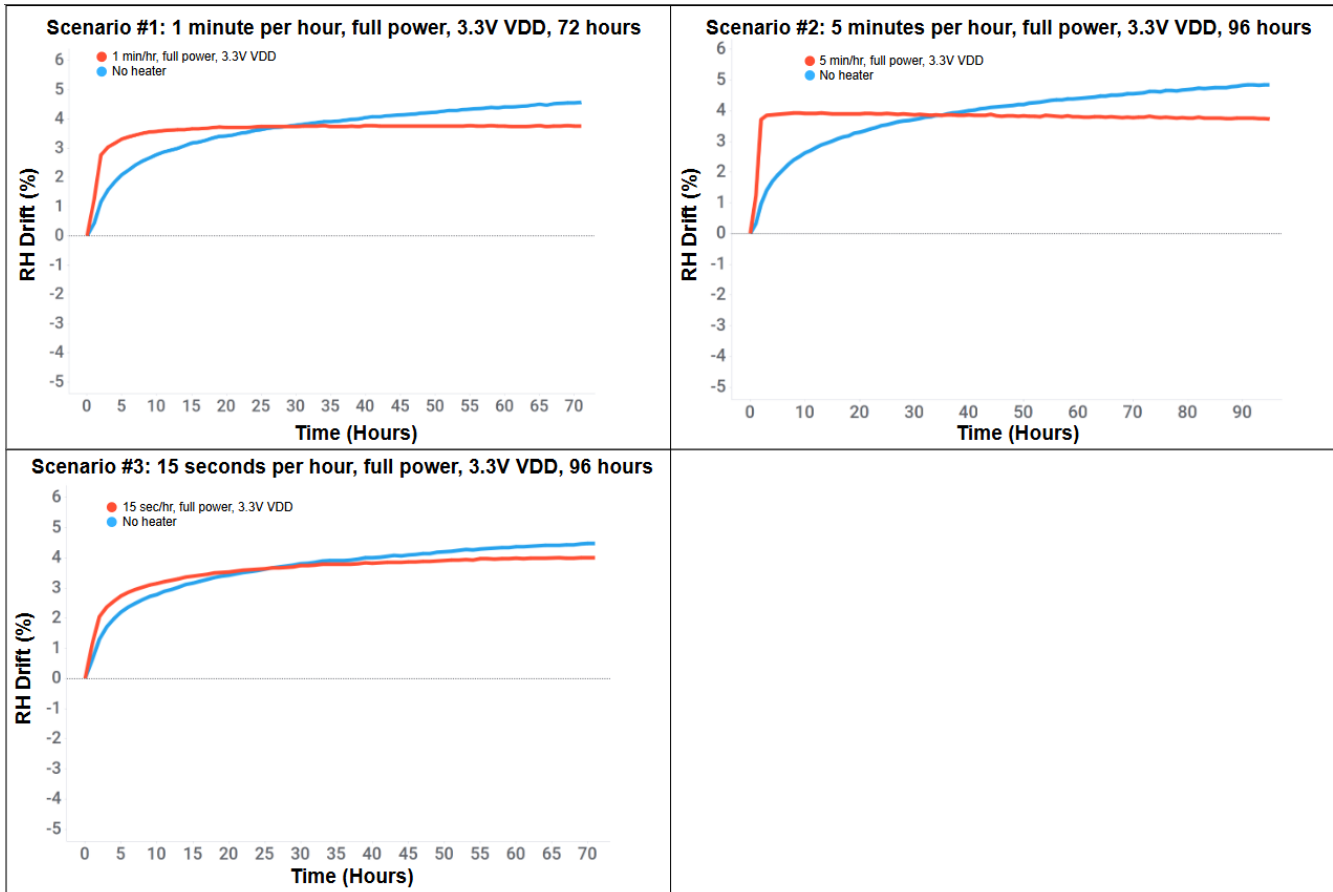 Scenario #1: 1 minute per hour, full power, 3.3V VDD, 72 hours
1 min/hr, full power, 3.3V VDD
No heater
6
5
4
3
2
1
0
-1
-2
-3
-4
-5
RH Drift (%)
0 5 10 15 20 25 30 35 40 45 50 55 60 65 70
Time (Hours)
Scenario #2: 5 minutes per hour, full power, 3.3V VDD, 96 hours
5 min/hr, full power, 3.3V VDD
No heater
6
5
4
3
2
1
0
-1
-2
-3
-4
-5
RH Drift (%)
0 10 20 30 40 50 60 70 80 90
Time (Hours)
Scenario #3: 15 seconds per hour, full power, 3.3V VDD, 96 hours
15 sec/hr, full power, 3.3V VDD
No heater
6
5
4
3
2
1
0
-1
-2
-3
-4
-5
RH Drift (%)
0 5 10 15 20 25 30 35 40 45 50 55 60 65 70
Time (Hours)